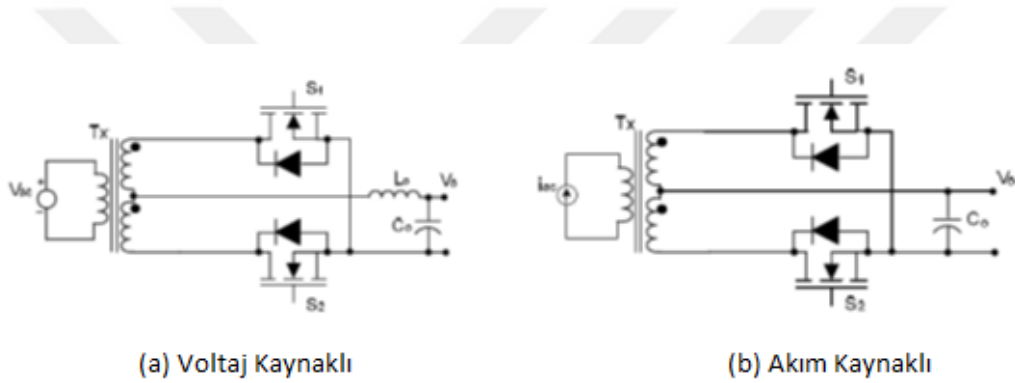 S1
Tx
Vac
+
-
Lo
Vo
Co
S2
(a) Voltaj Kaynaklı
S1
Tx
iac
Vo
Co
S2
(b) Akım Kaynaklı